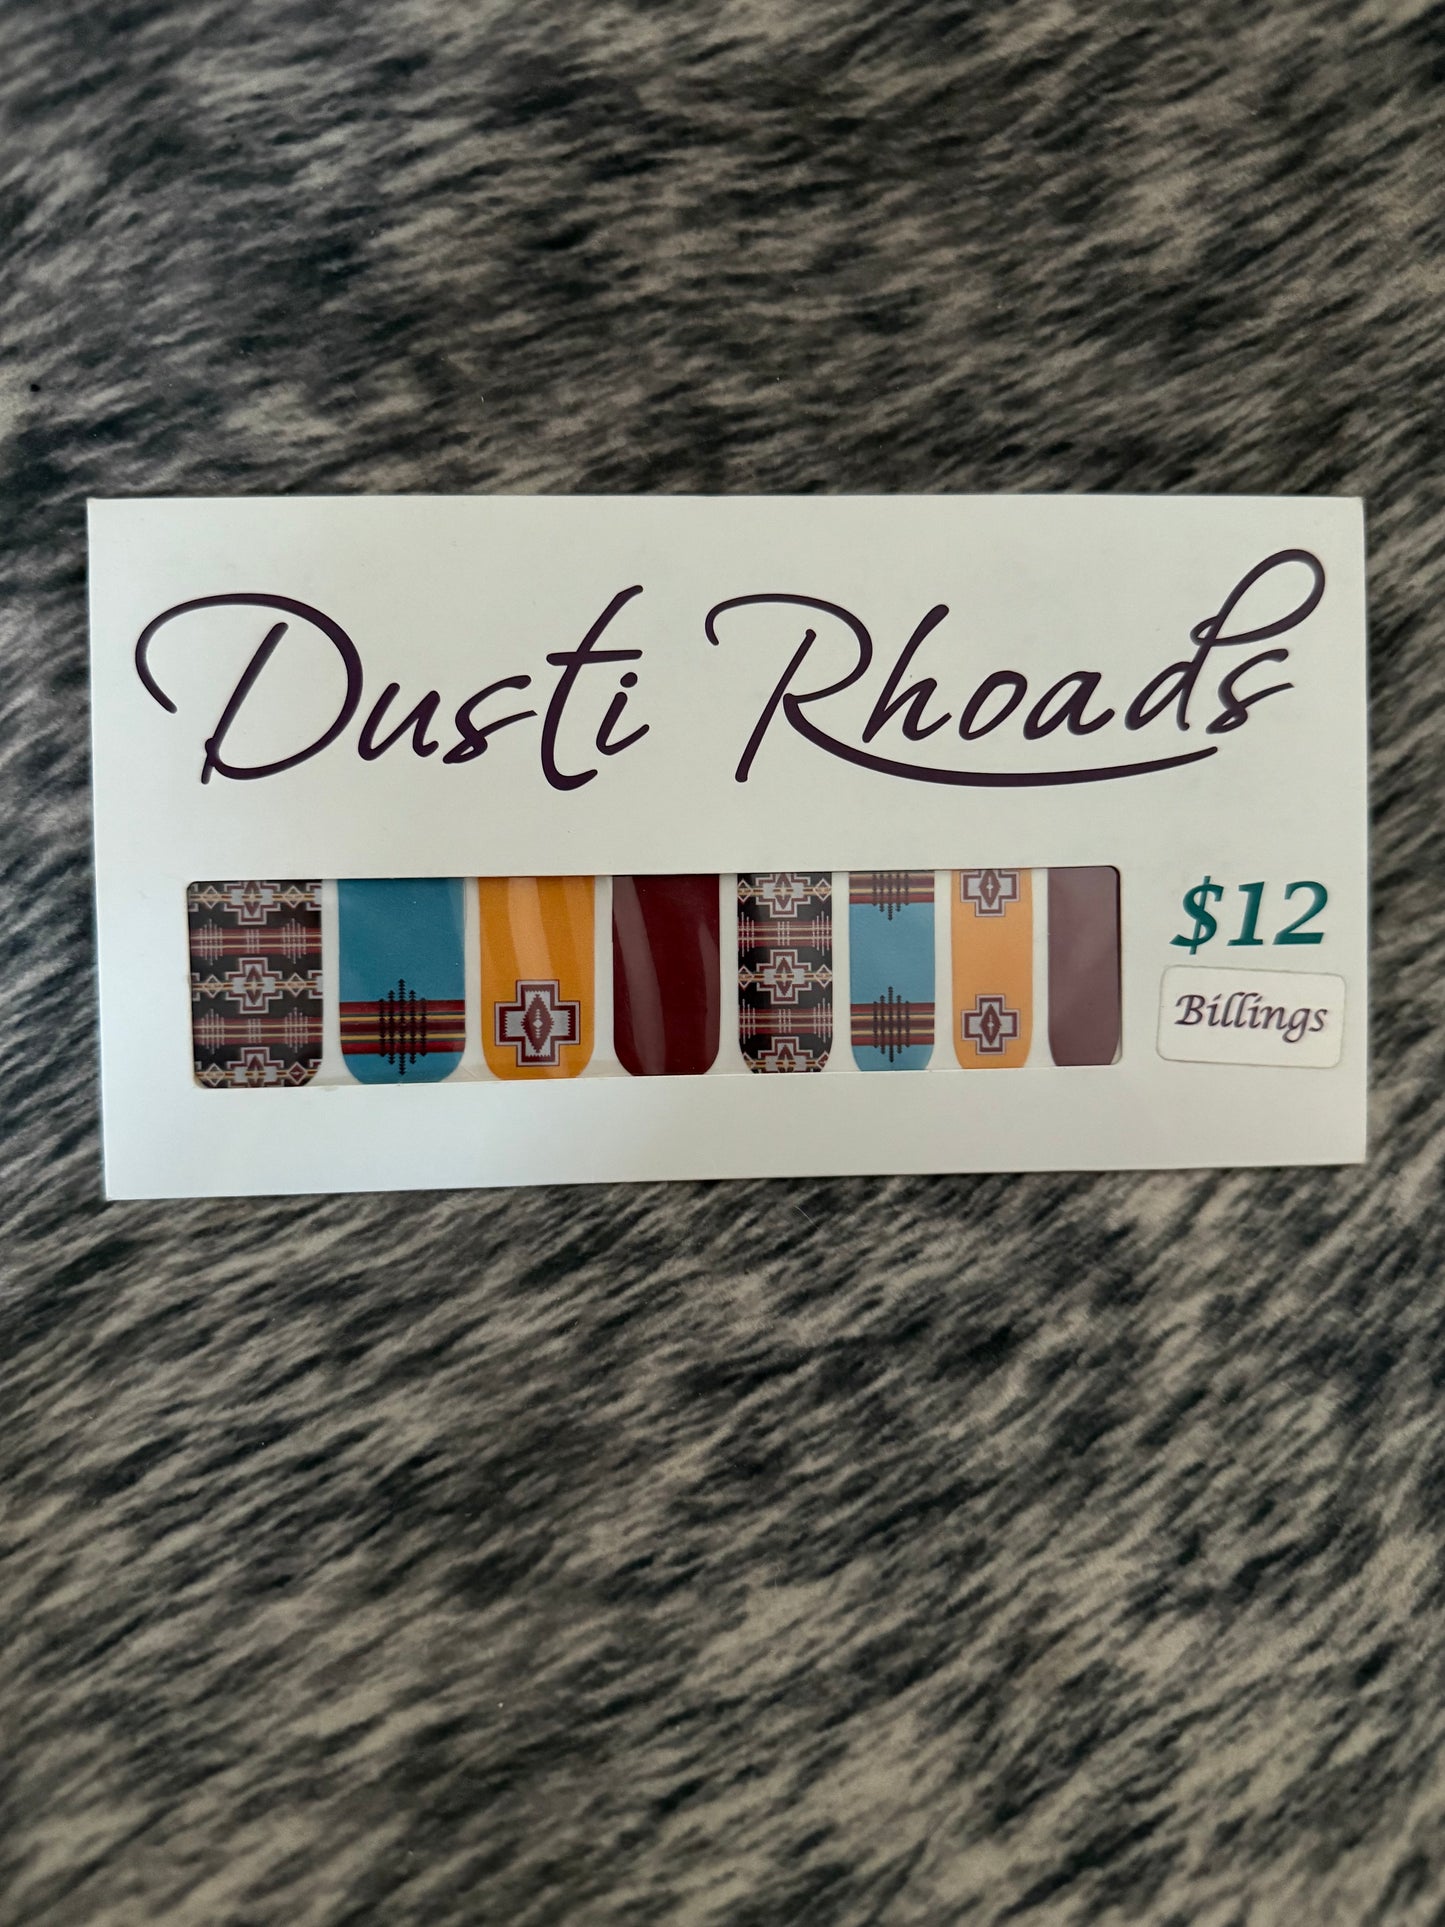 Dusti Rhoads
$12
Billings